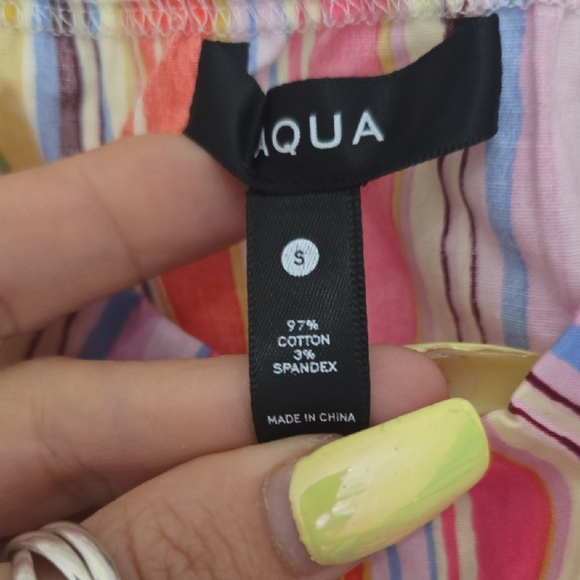 AQUA
S
97%
COTTON
3%
SPANDEX
MADE IN CHINA